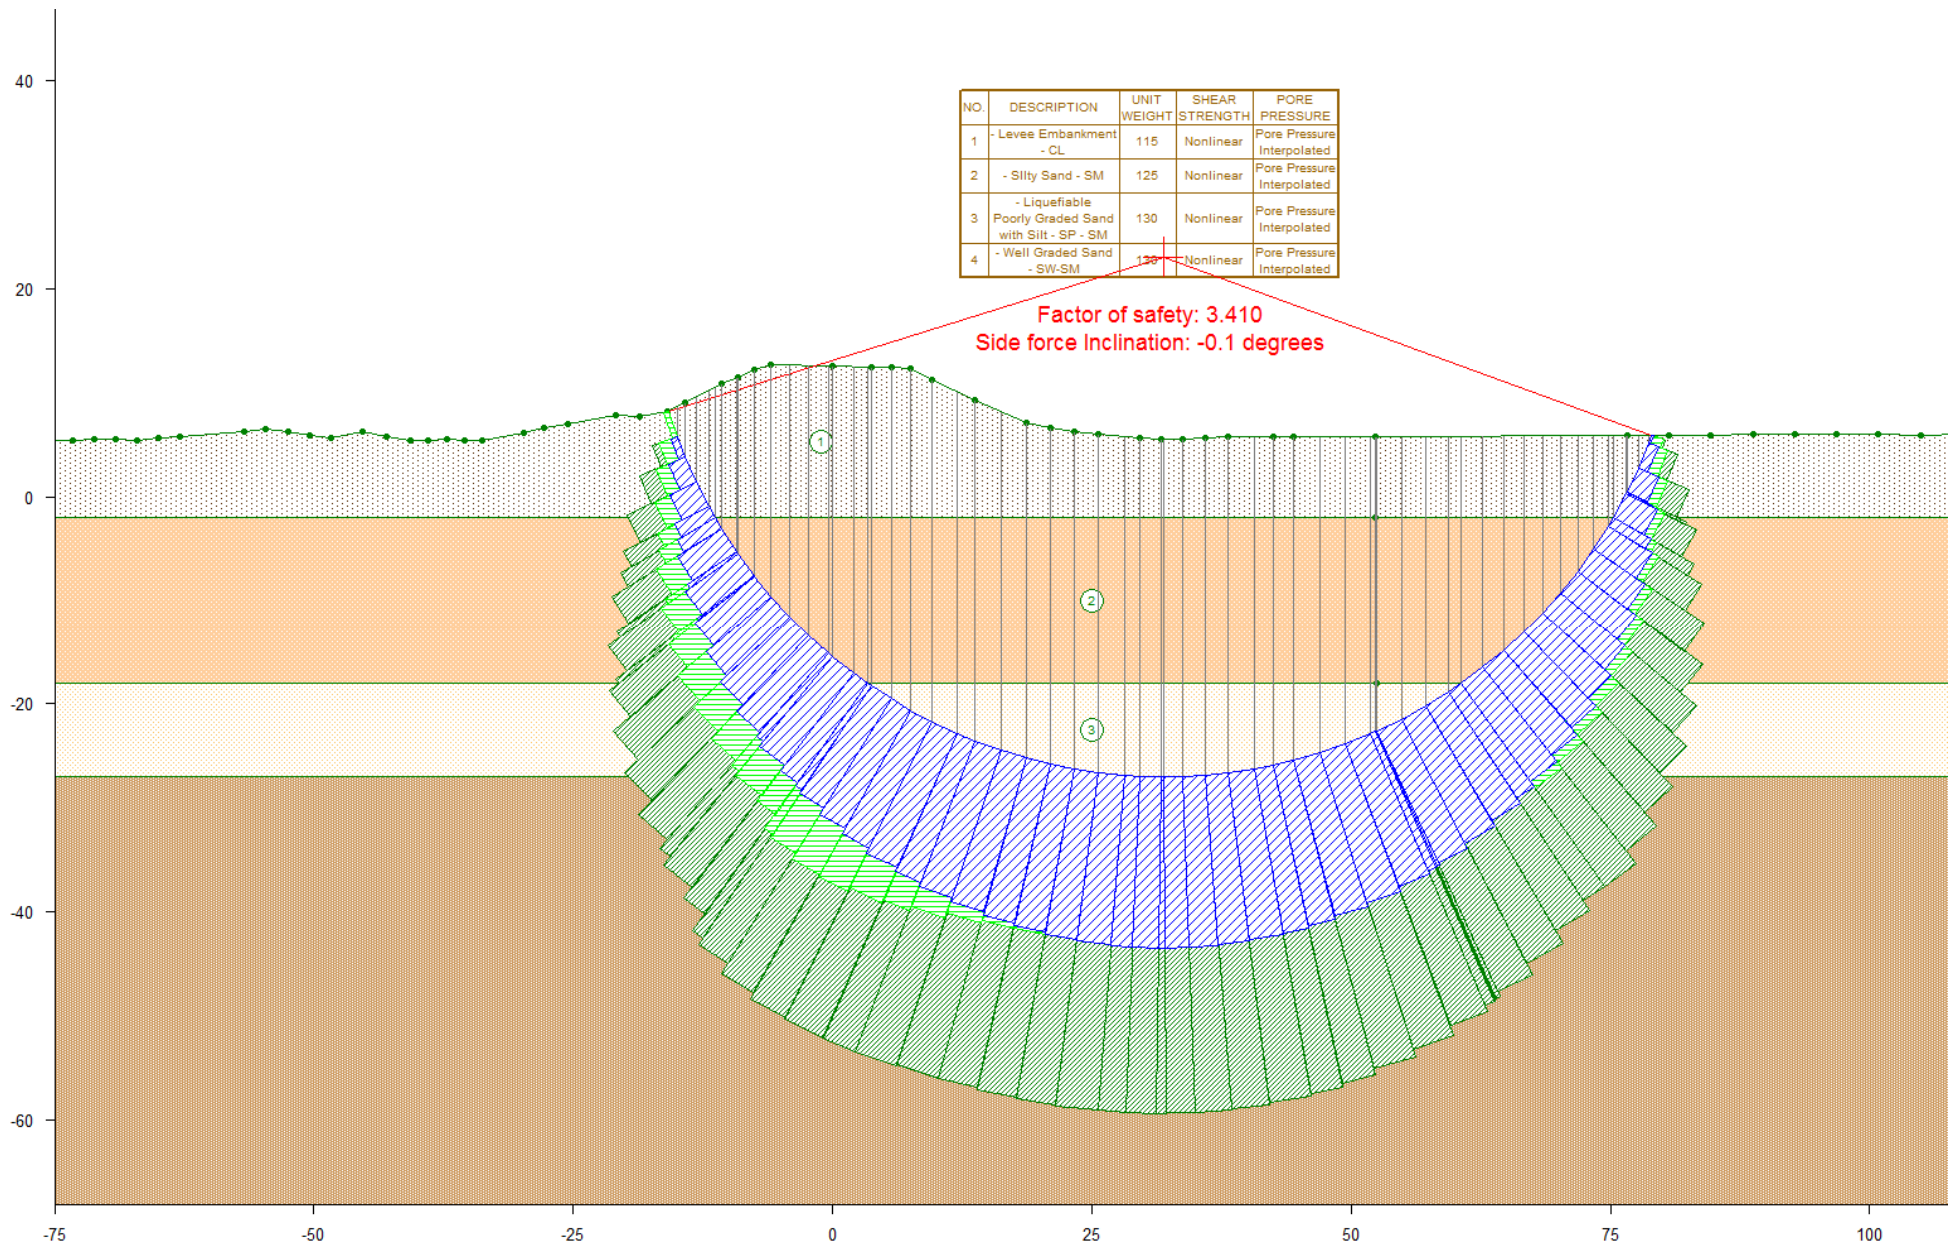 40
20
0
-20
-40
-60
-75
-50
-25
0
25
50
75
100
NO. DESCRIPTION UNIT WEIGHT SHEAR STRENGTH PORE PRESSURE
1 - Levee Embankment - CL 115 Nonlinear Pore Pressure Interpolated
2 - Silty Sand - SM 125 Nonlinear Pore Pressure Interpolated
3 - Liquefiable Poorly Graded Sand with Silt - SP - SM 130 Nonlinear Pore Pressure Interpolated
4 - Well Graded Sand - SW-SM 130 Nonlinear Pore Pressure Interpolated
Factor of safety: 3.410
Side force Inclination: -0.1 degrees
1
2
3